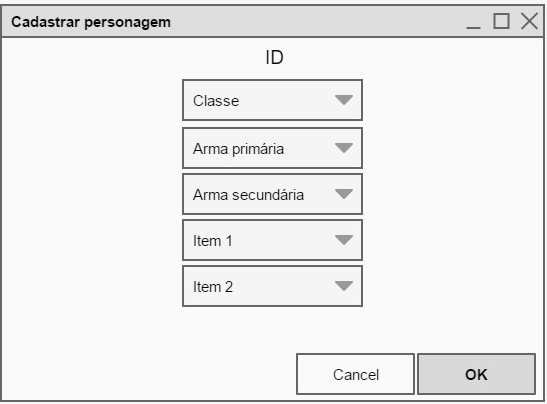 Cadastrar personagem
ID
Classe
Arma primária
Arma secundária
Item 1
Item 2
Cancel OK